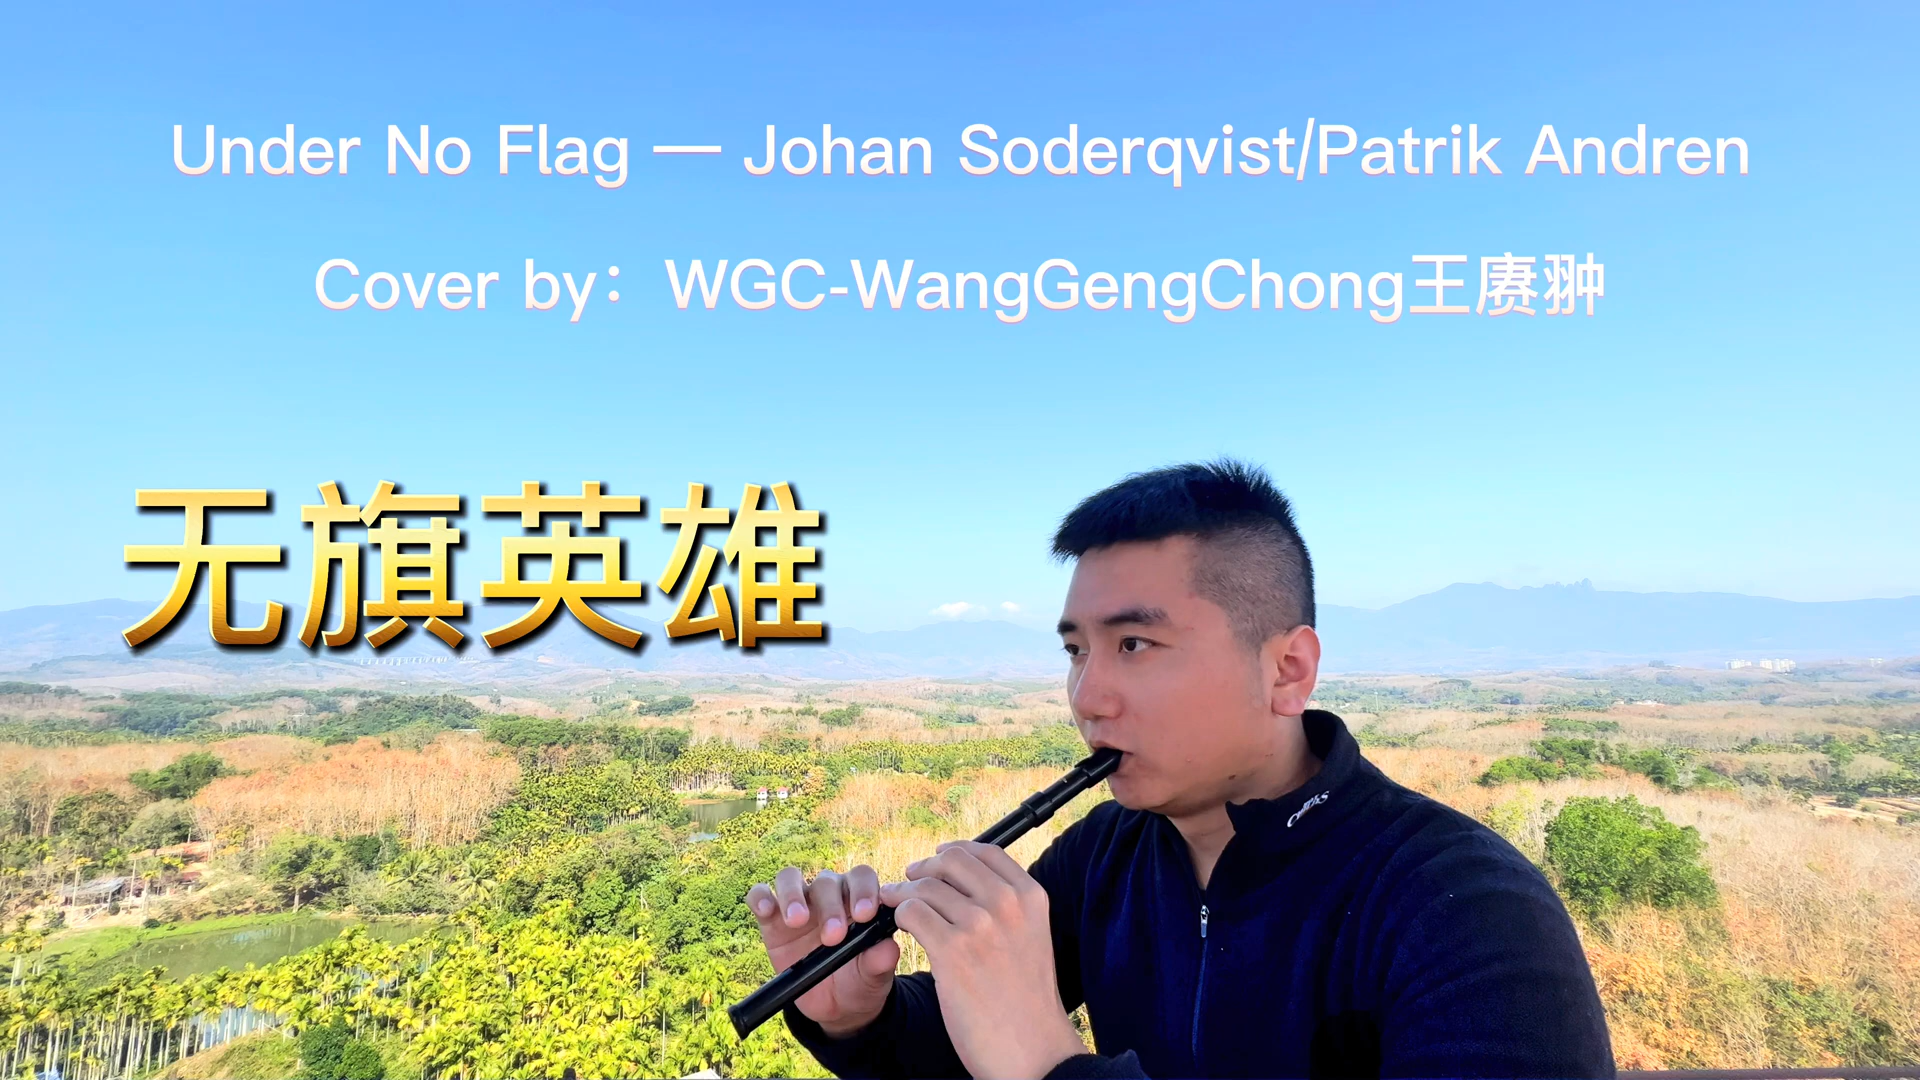 Under No Flag — Johan Soderqvist/Patrik Andren
Cover by：WGC-WangGengChong王赓翀
无旗英雄